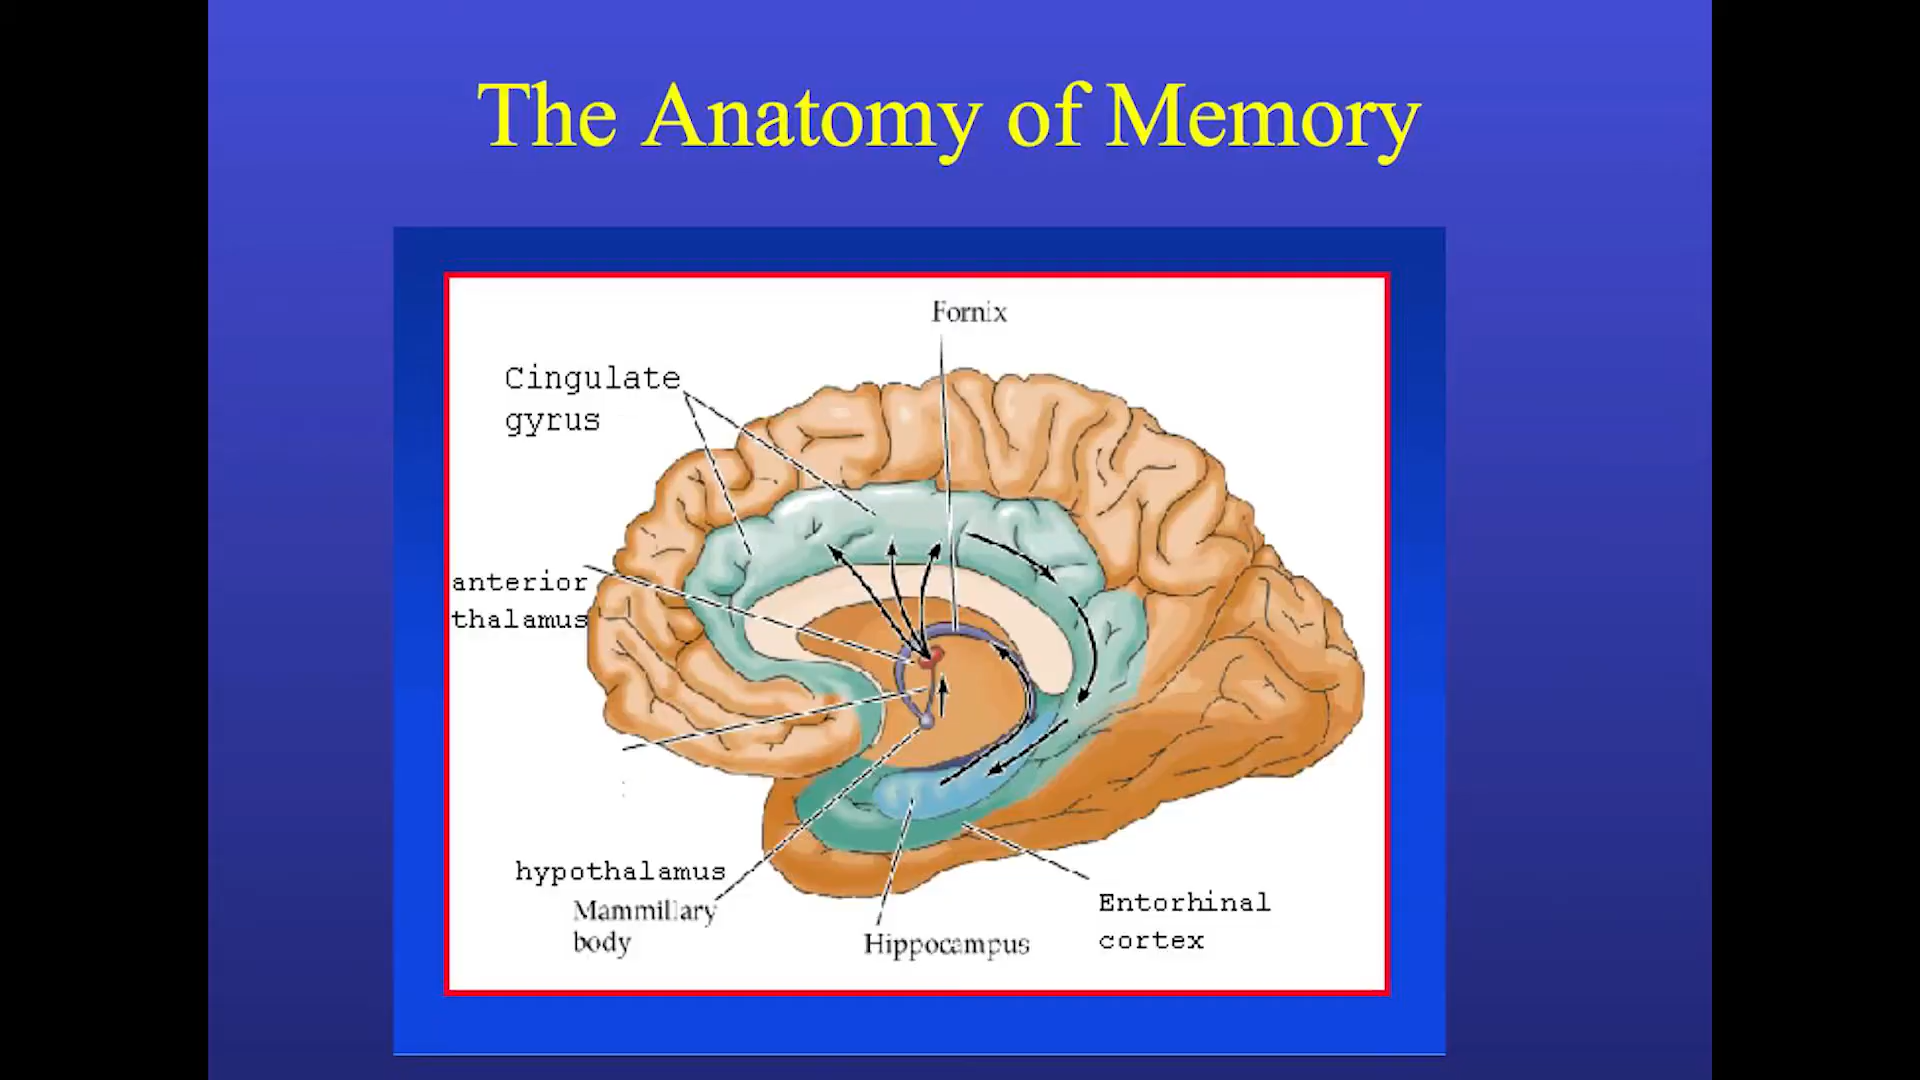 The Anatomy of Memory
Fornix
Cingulate
gyrus
anterior
thalamus
hypothalamus
Mammillary
body
Hippocampus
Entorhinal
cortex